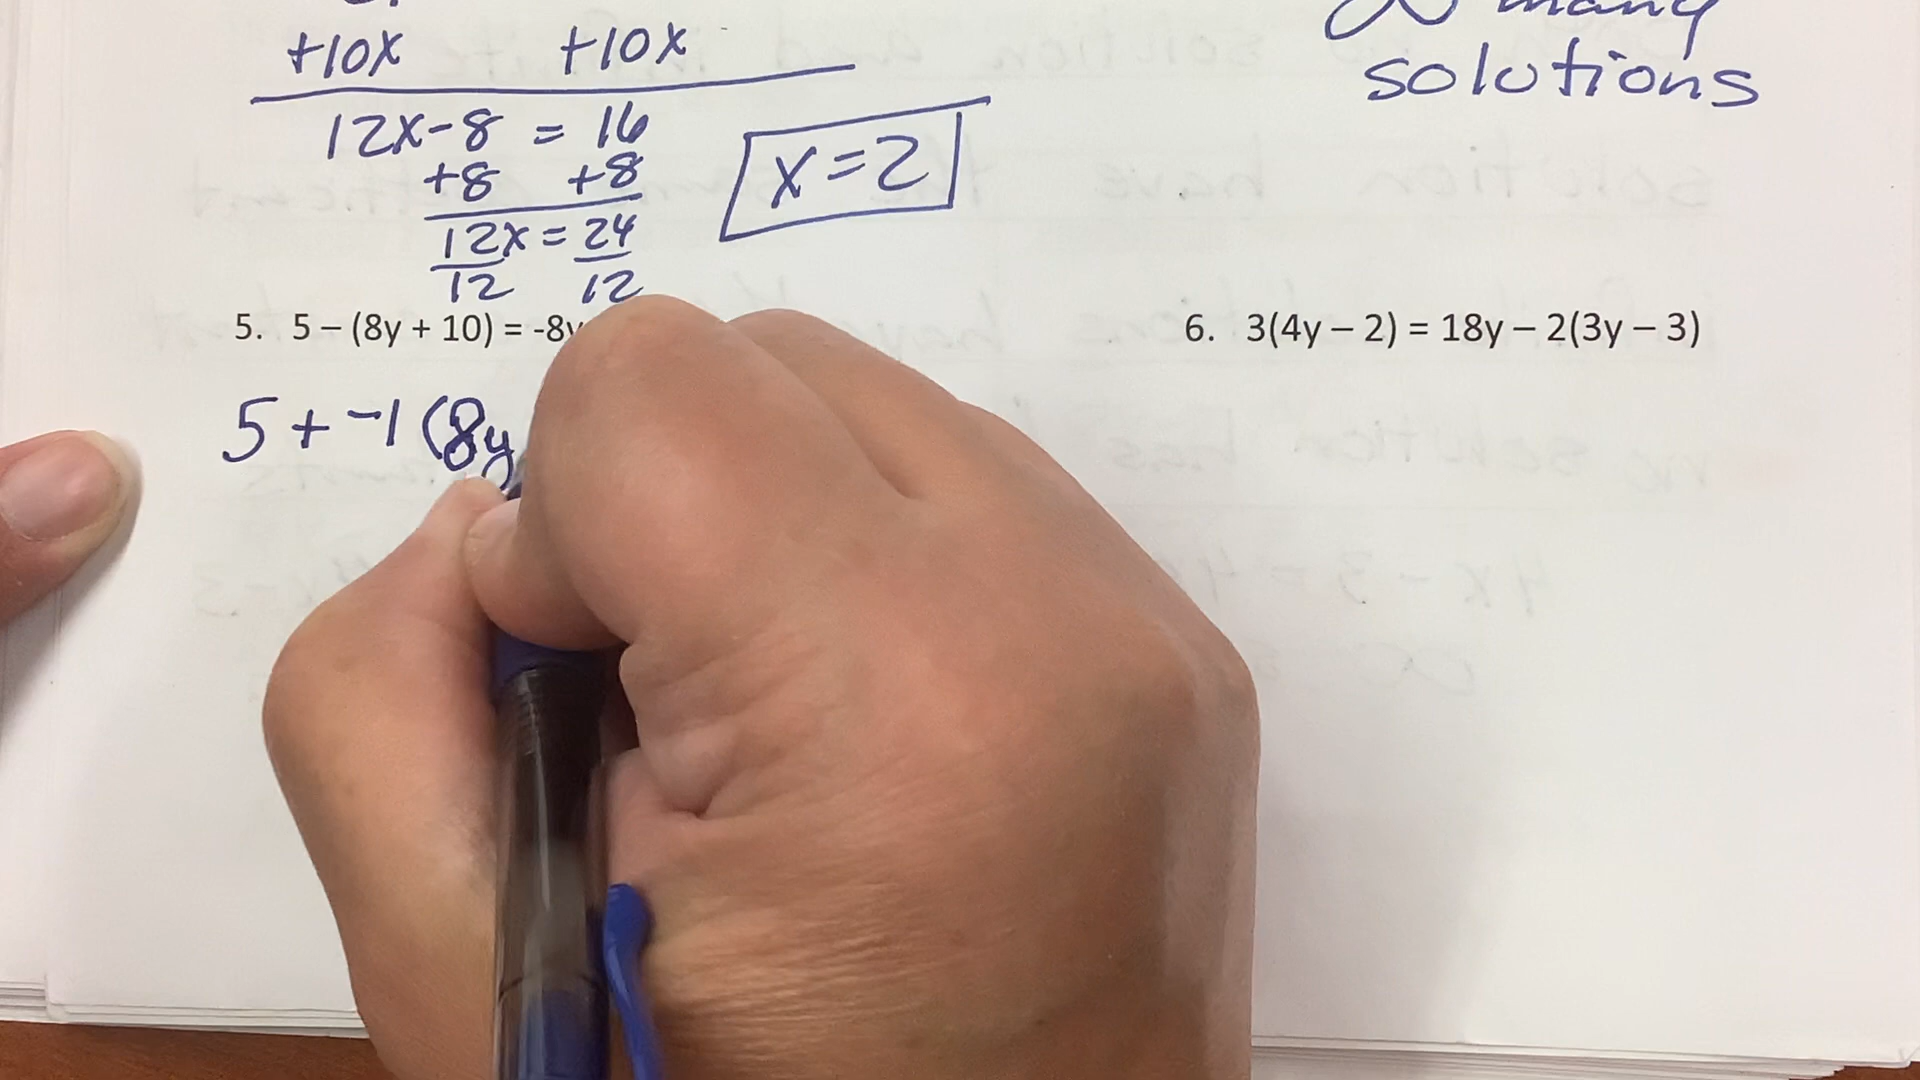 +10x +10x
12x-8 = 16
+8 +8
12x = 24
12 12
x=2
many
solutions
5. 5 – (8y + 10) = -8y
6. 3(4y – 2) = 18y – 2(3y – 3)
5 + -1 (8y